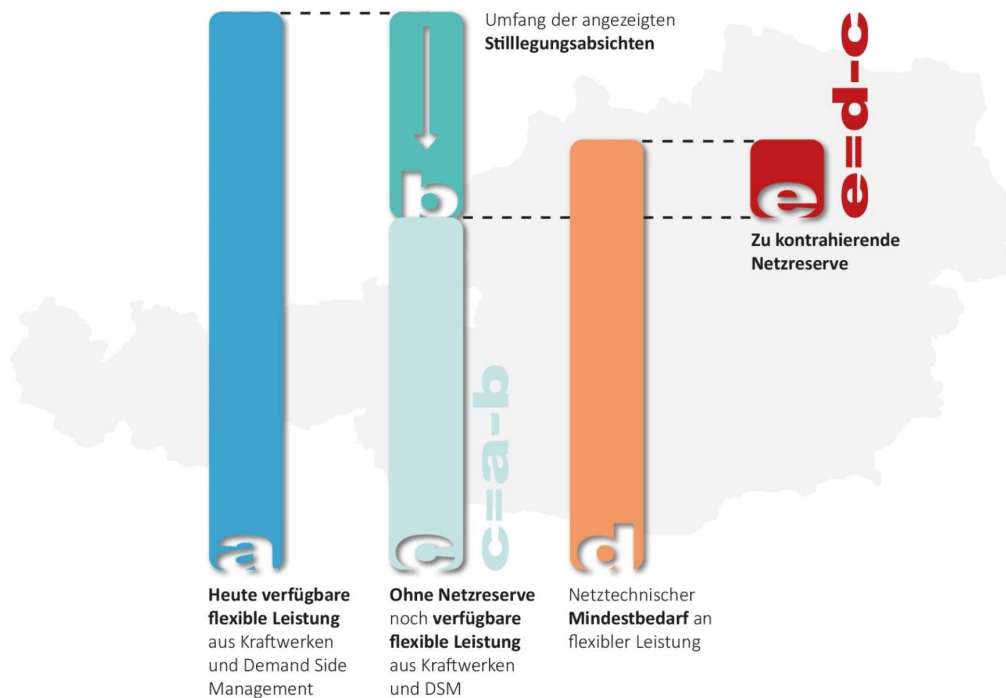 Umfang der angezeigten
Stilllegungsabsichten
b
e
e=d-c
Zu kontrahierende
Netzreserve
c=a-b
a
c
d
Heute verfügbare
flexible Leistung
aus Kraftwerken
und Demand Side
Management
Ohne Netzreserve
noch verfügbare
flexible Leistung
aus Kraftwerken
und DSM
Netztechnischer
Mindestbedarf an
flexibler Leistung